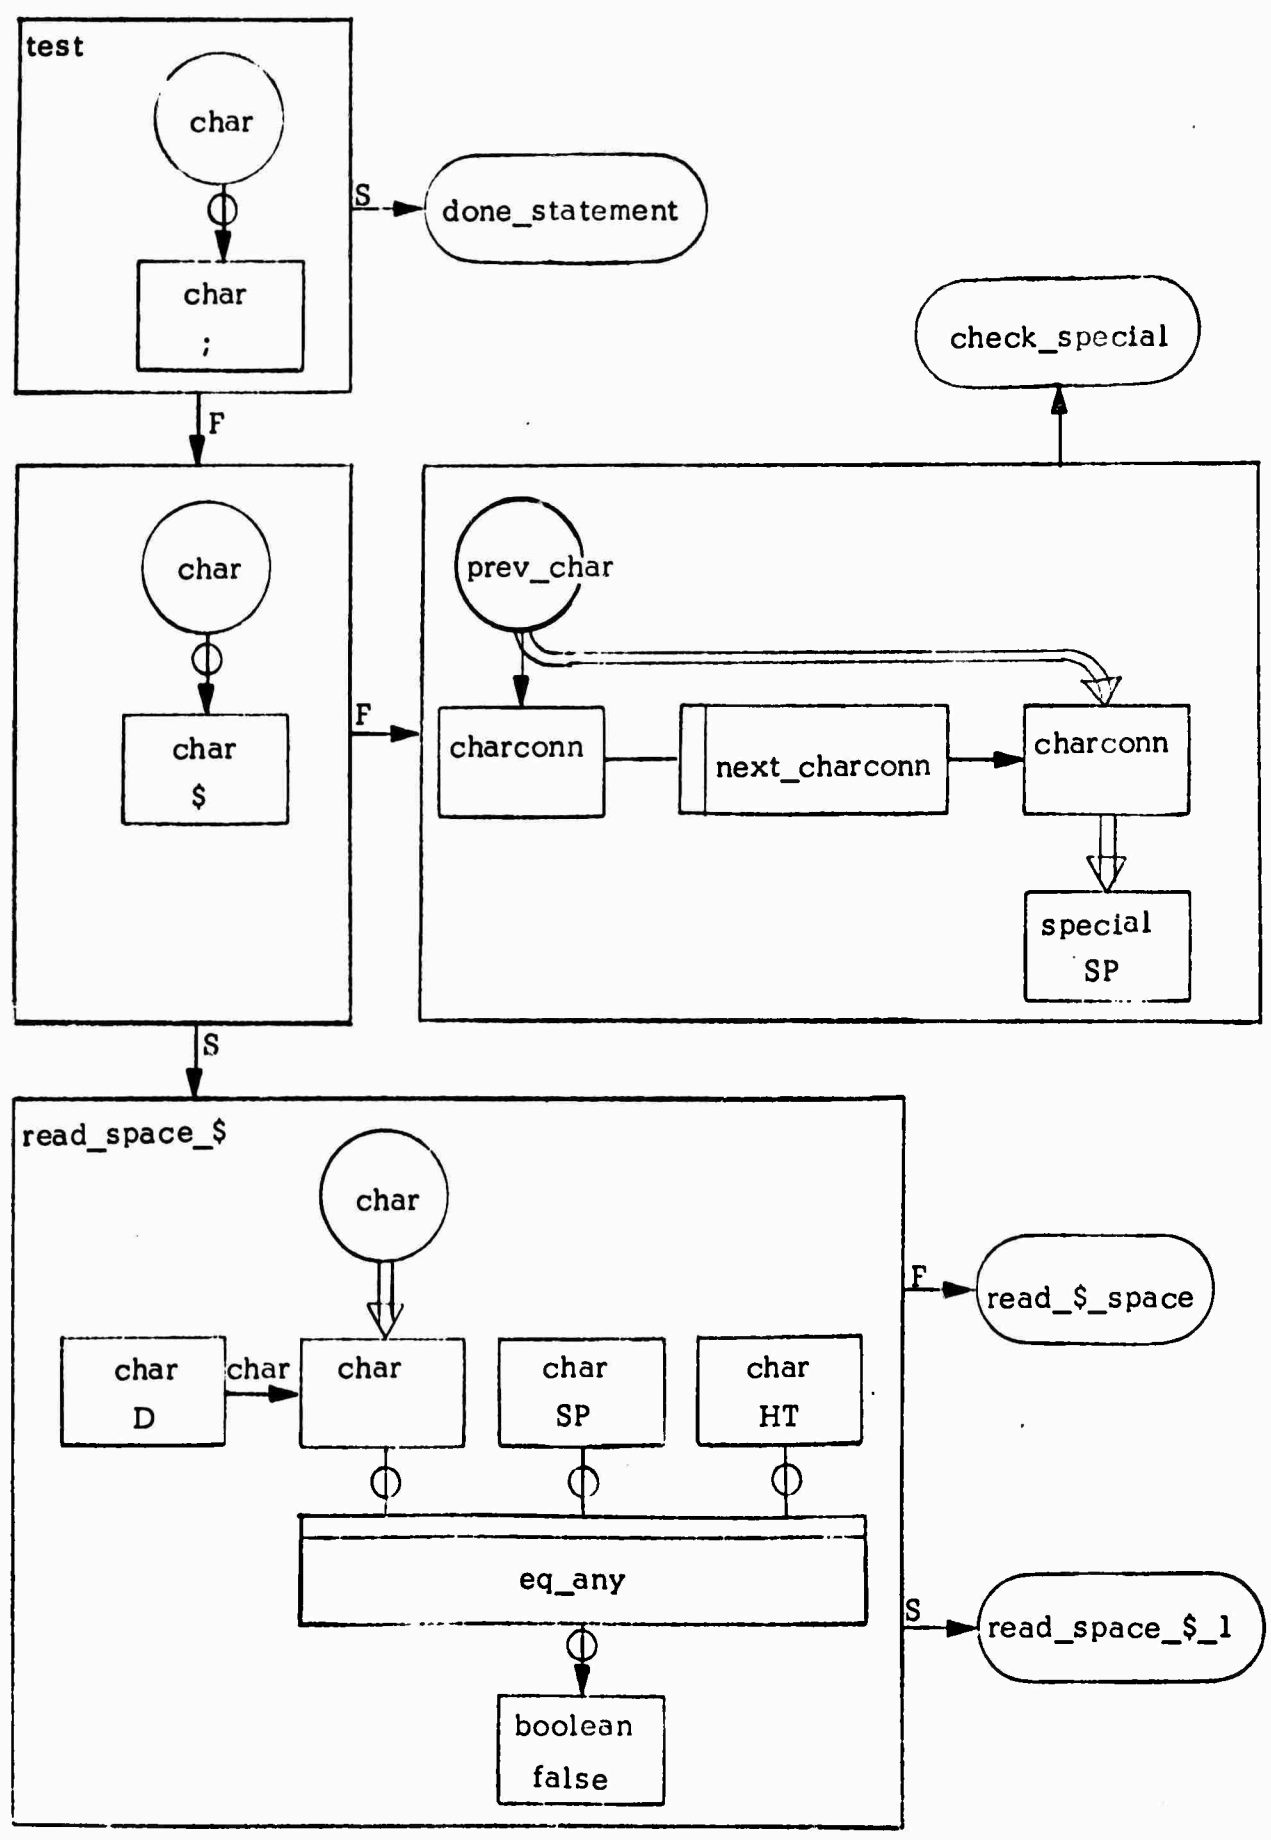 test
char
S
done_statement
char
;
check_special
F
char
prev_char
char
$
F
charconn
next_charconn
charconn
special
SP
S
read_space_$
char
F
read_$_space
char
D
char
char
char
SP
char
HT
eq_any
S
read_space_$_1
boolean
false